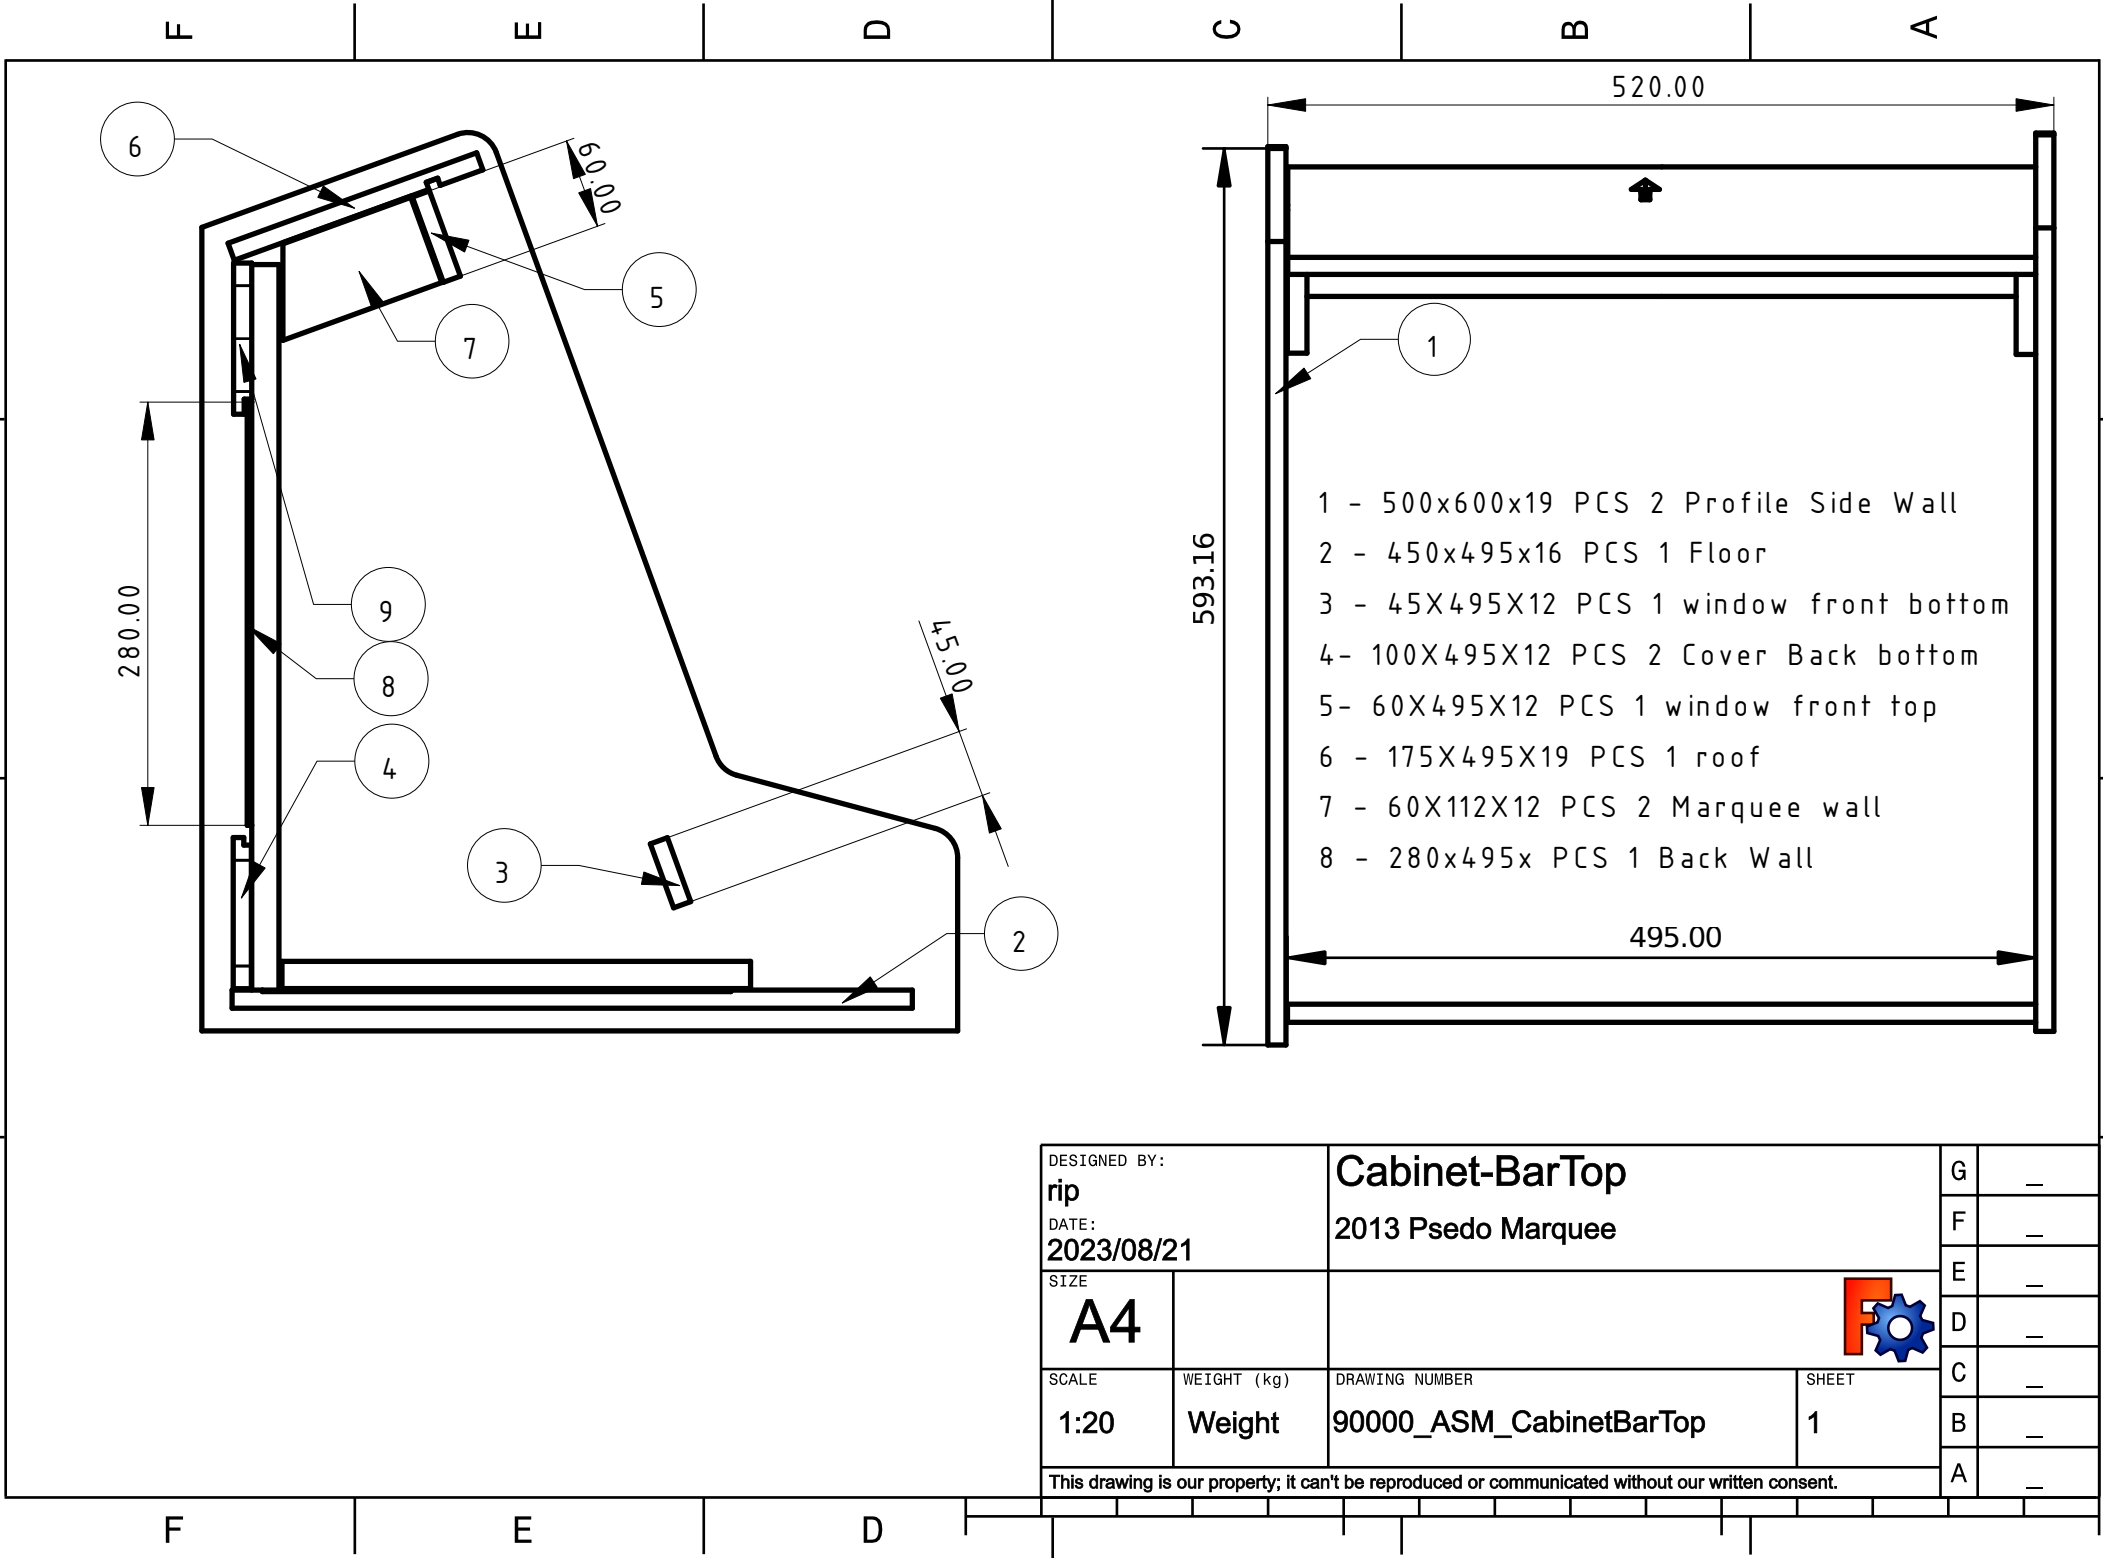 F E D C B A
520.00
6
60.00
5
7
1
593.16
280.00
9
8
4
45.00
3
2
1 - 500x600x19 PCS 2 Profile Side Wall
2 - 450x495x16 PCS 1 Floor
3 - 45X495X12 PCS 1 window front bottom
4- 100X495X12 PCS 2 Cover Back bottom
5- 60X495X12 PCS 1 window front top
6 - 175X495X19 PCS 1 roof
7 - 60X112X12 PCS 2 Marquee wall
8 - 280x495x PCS 1 Back Wall
495.00
DESIGNED BY:
rip
DATE:
2023/08/21
Cabinet-BarTop
2013 Psedo Marquee
SIZE
A4
SCALE
1:20
WEIGHT (kg)
Weight
DRAWING NUMBER
90000_ASM_CabinetBarTop
SHEET
1
This drawing is our property; it can't be reproduced or communicated without our written consent.
G _
F _
E _
D _
C _
B _
A _
F E D